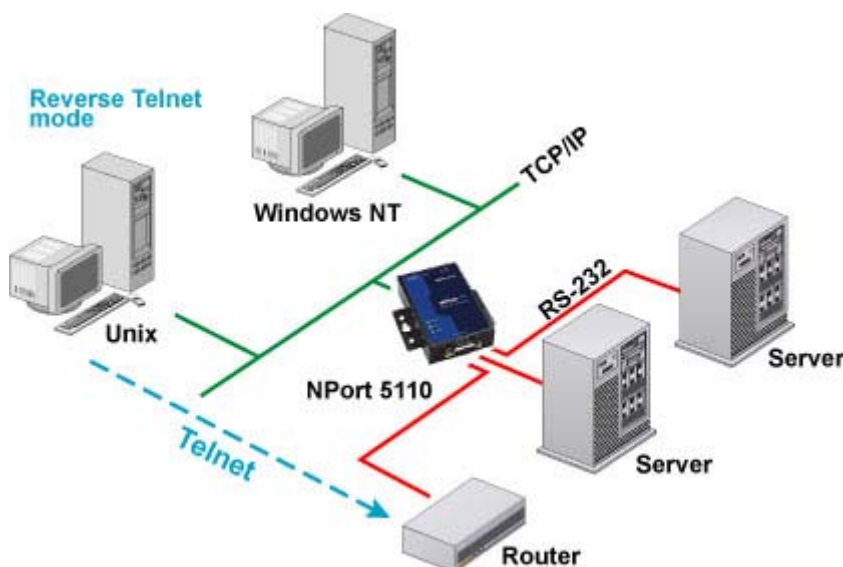 Reverse Telnet
mode
Windows NT
TCP/IP
Unix
RS-232
NPort 5110
Server
Server
Telnet
Router